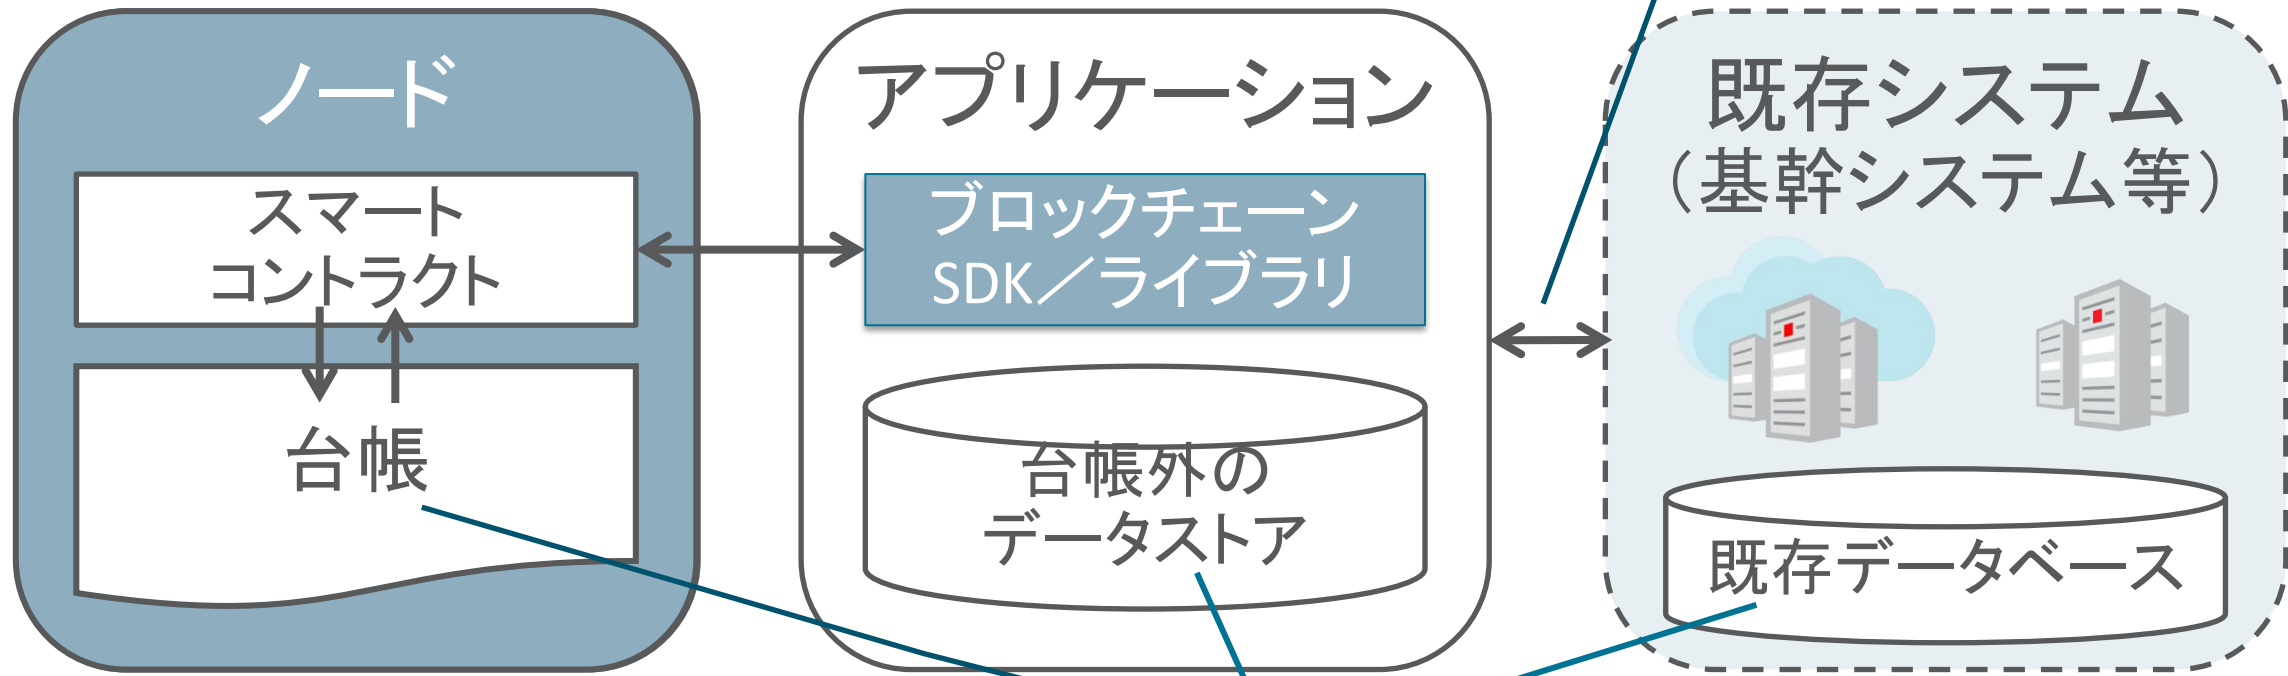 ノード
スマート
コントラクト
台帳
アプリケーション
ブロックチェーン
SDK／ライブラリ
台帳外の
データストア
既存システム
（基幹システム等）
既存データベース